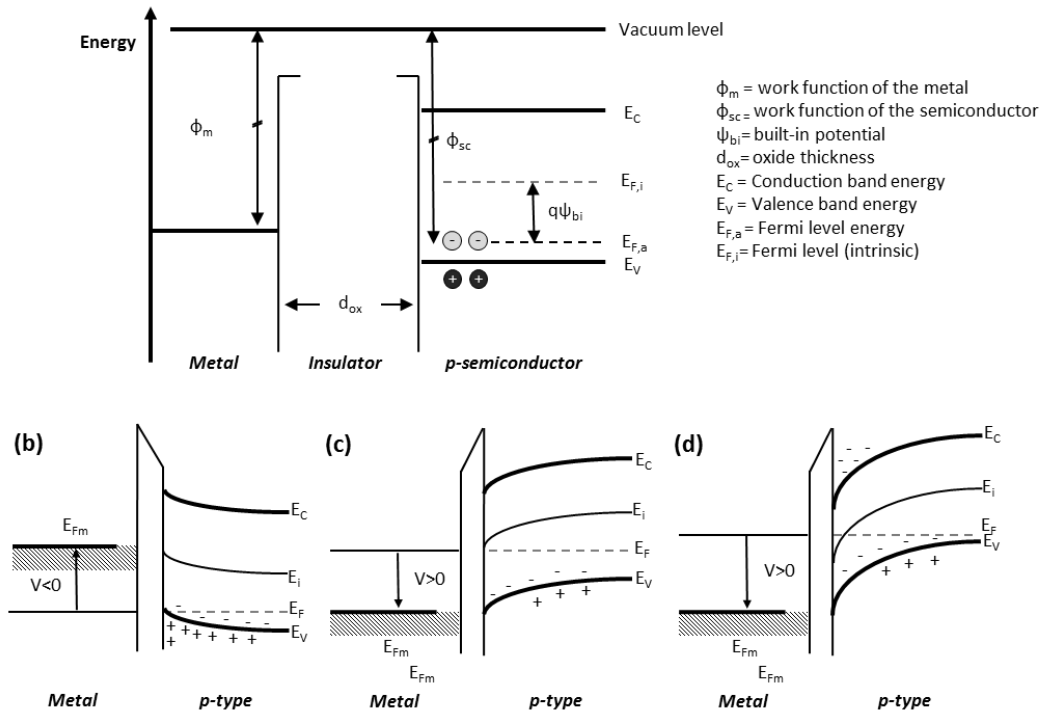 Energy
Vacuum level
ϕm
ϕsc
EC
EF,i
qψbi
EF,a
- -
EV
+ +
dox
Metal
Insulator
p-semiconductor
ϕm = work function of the metal
ϕsc = work function of the semiconductor
ψbi= built-in potential
dox= oxide thickness
EC = Conduction band energy
EV = Valence band energy
EF,a = Fermi level energy
EF,i= Fermi level (intrinsic)
(b)
EFm
V<0
EC
Ei
EF
- - - - - -
EV
+ + + + + + +
+
Metal
p-type
(c)
EC
Ei
EF
V>0
- - - - - -
EV
+ + +
EFm
EFm
Metal
p-type
(d)
- - -
- -
- -
EC
Ei
EF
V>0
- - - - -
EV
+ + + +
EFm
EFm
Metal
p-type